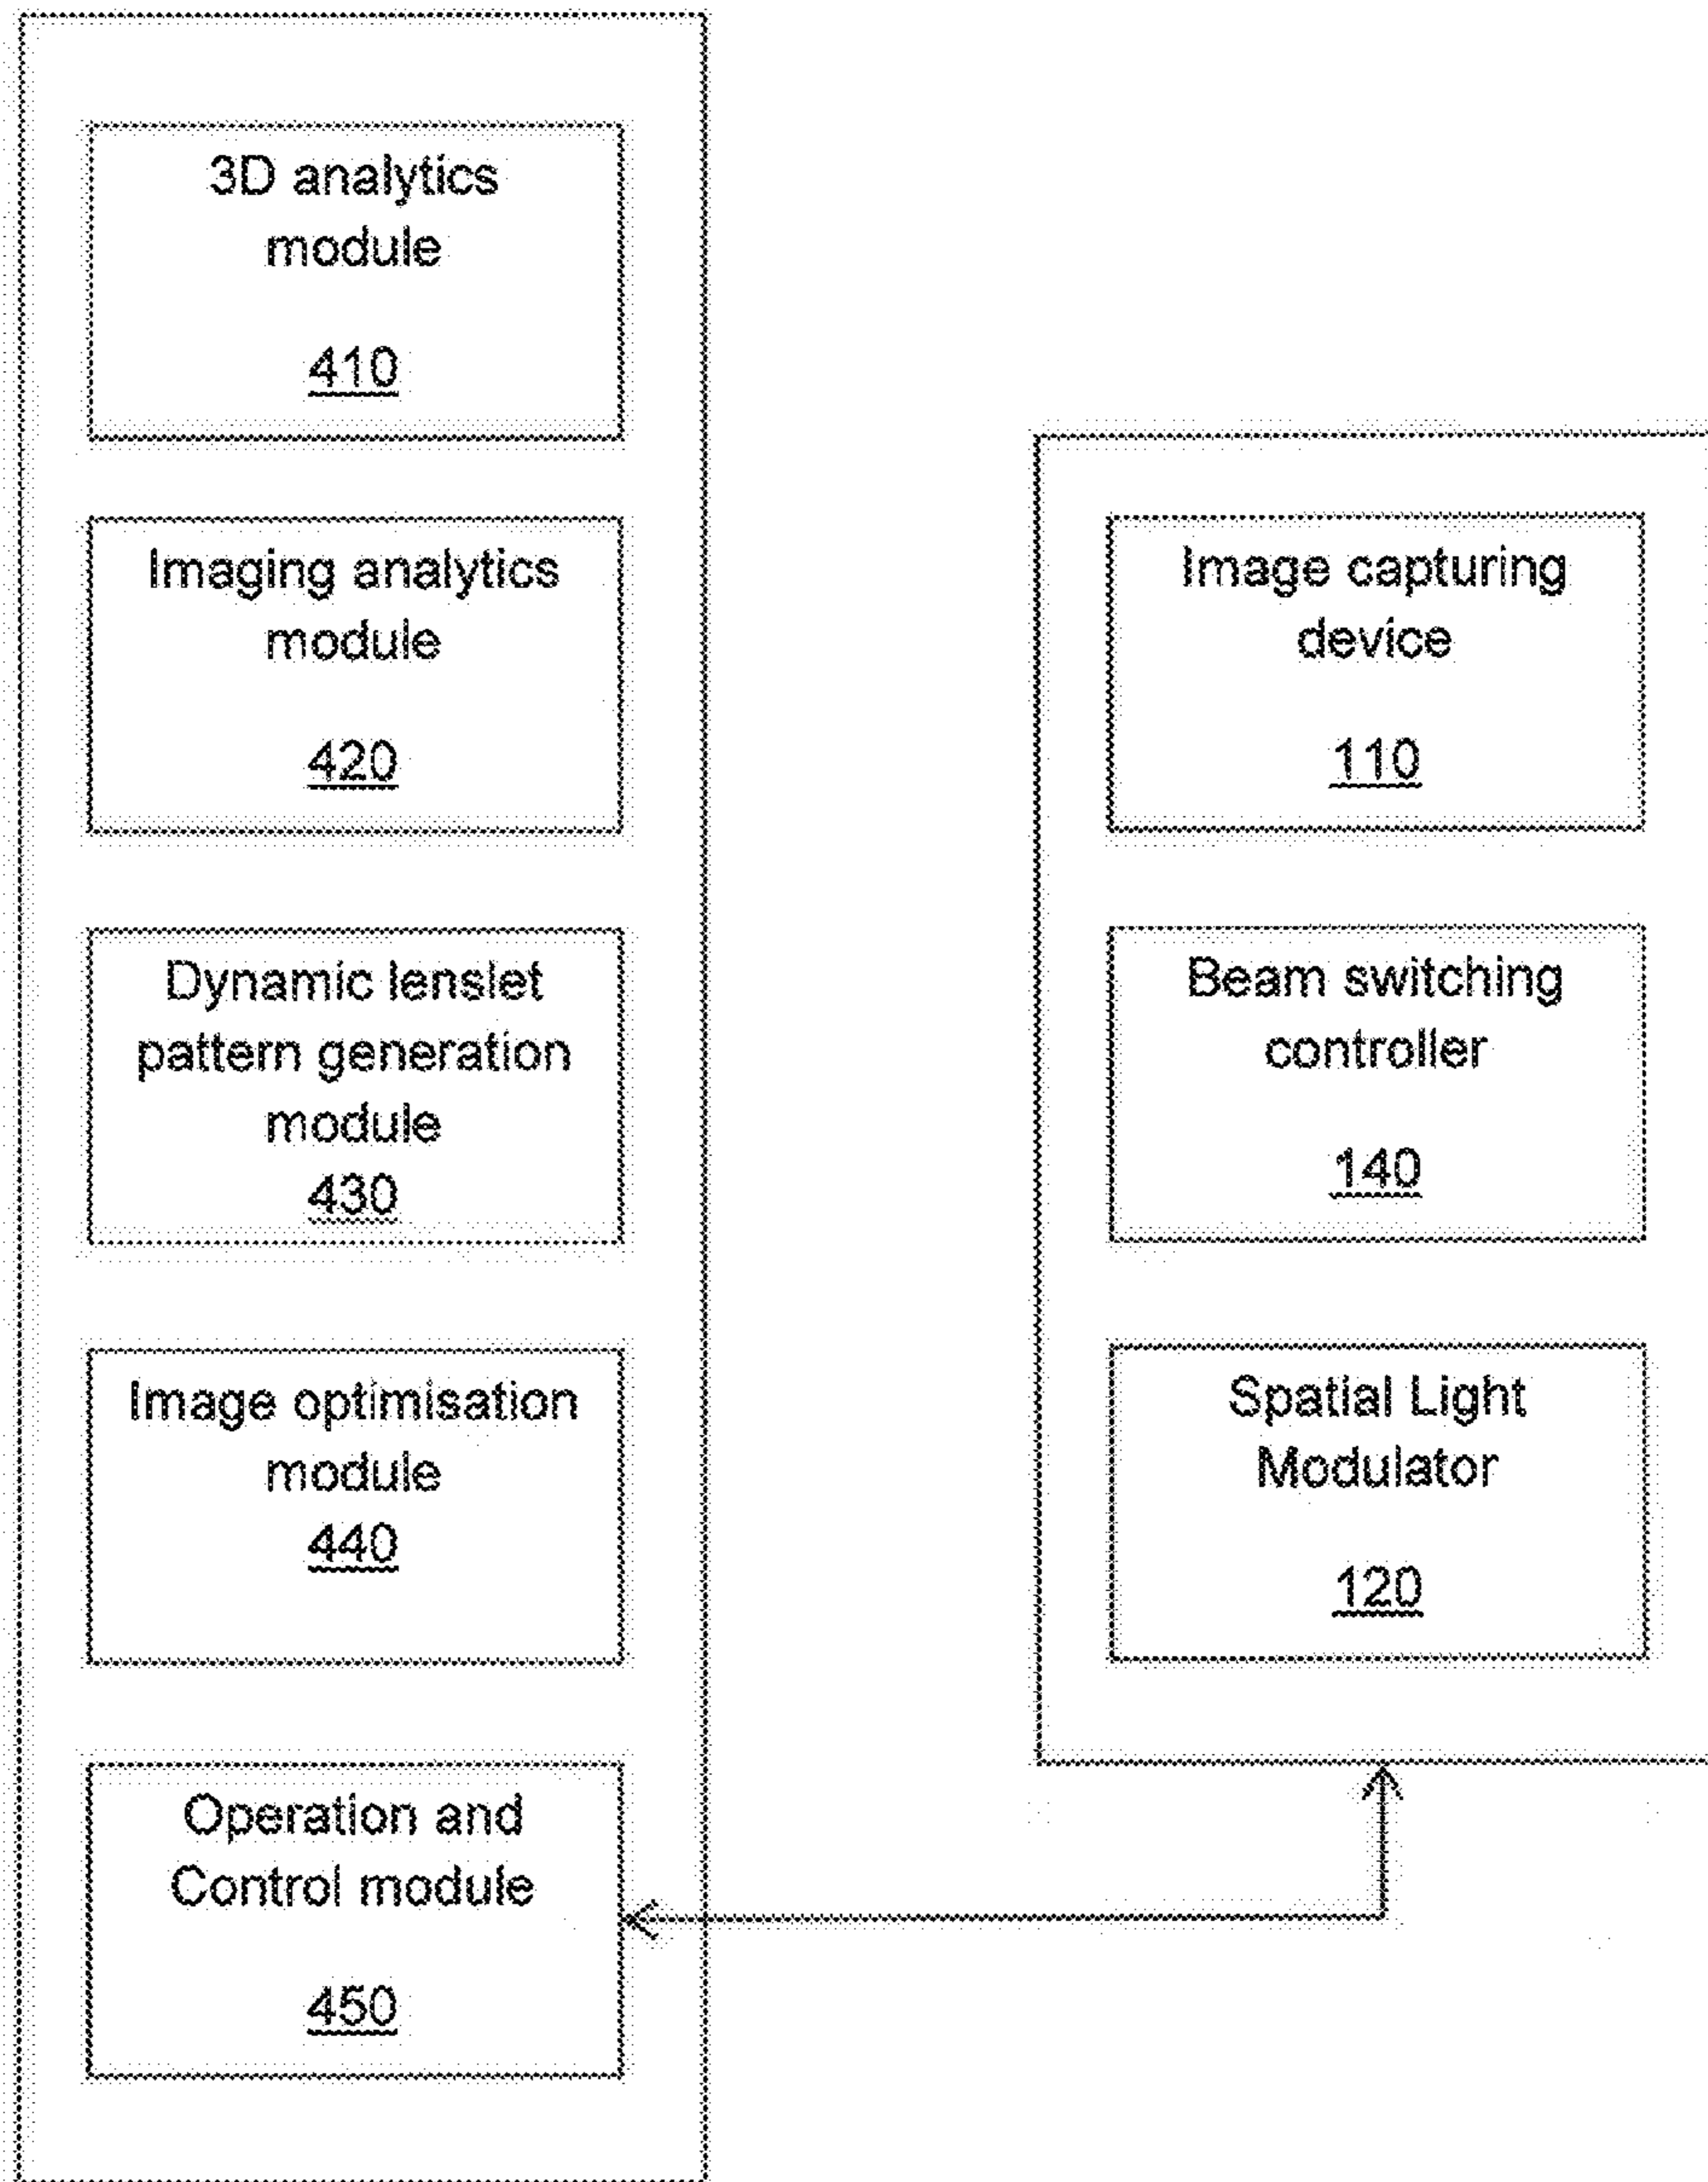 3D analytics
module
410
Imaging analytics
module
420
Dynamic lenslet
pattern generation
module
430
Image optimisation
module
440
Operation and
Control module
450
Image capturing
device
110
Beam switching
controller
140
Spatial Light
Modulator
120